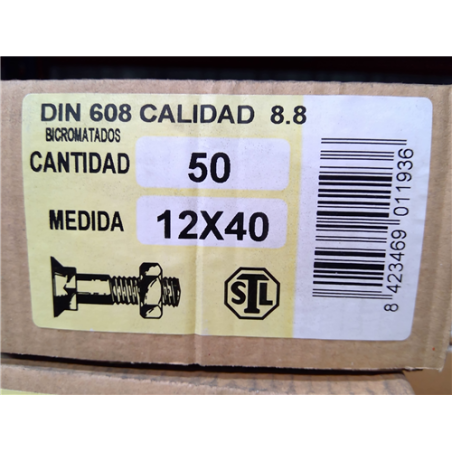 DIN 608 CALIDAD 8.8
BICROMATADOS
CANTIDAD 50
MEDIDA 12X40
STL
8 423469 011936